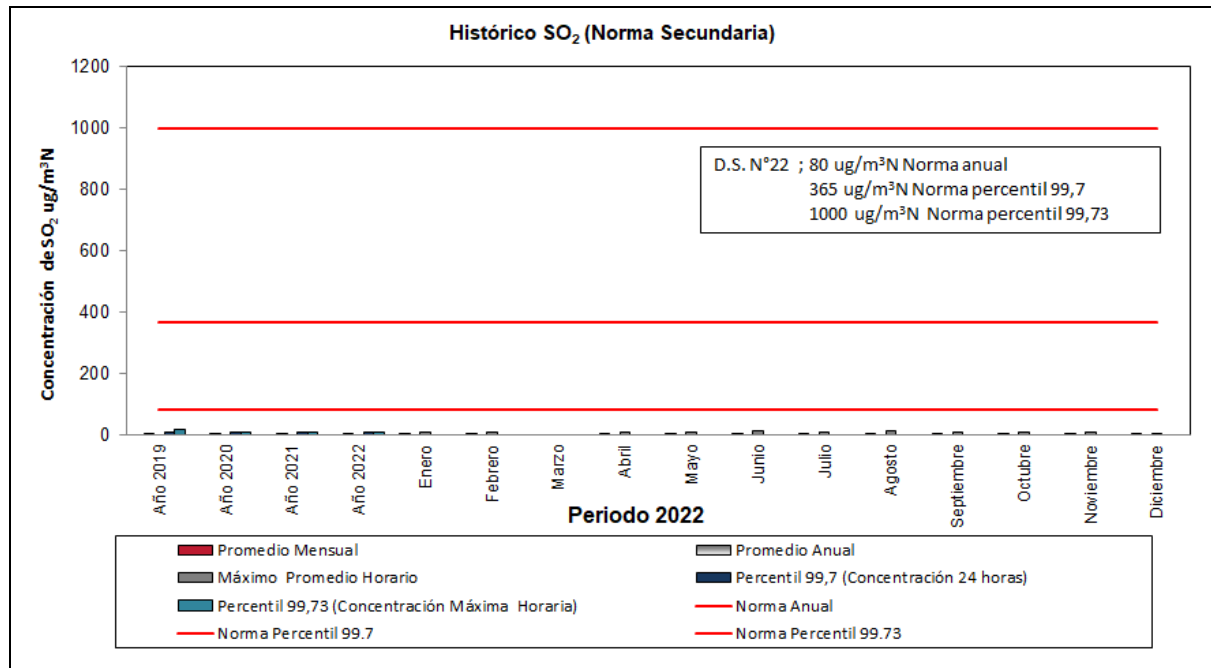 Histórico SO₂ (Norma Secundaria)
Concentración de SO₂ ug/m³N
1200
1000
800
600
400
200
0
D.S. N°22 ; 80 ug/m³N Norma anual
365 ug/m³N Norma percentil 99,7
1000 ug/m³N Norma percentil 99,73
Año 2019
Año 2020
Año 2021
Año 2022
Enero
Febrero
Marzo
Abril
Mayo
Junio
Julio
Agosto
Septiembre
Octubre
Noviembre
Diciembre
Periodo 2022
Promedio Mensual
Promedio Anual
Máximo Promedio Horario
Percentil 99,7 (Concentración 24 horas)
Percentil 99,73 (Concentración Máxima Horaria)
Norma Anual
Norma Percentil 99.7
Norma Percentil 99.73